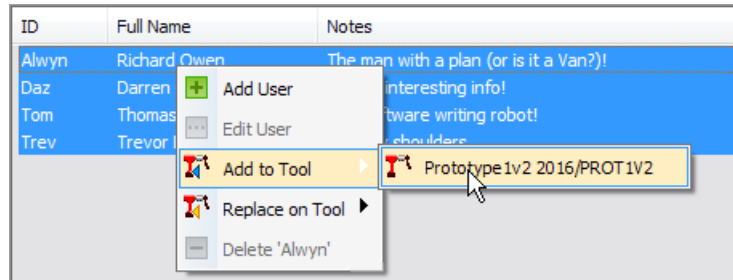 ID Full Name Notes
Alwyn Richard Owen The man with a plan (or is it a Van?)!
Daz Darren interesting info!
Tom Thomas tware writing robot!
Trev Trevor shoulders
Add User
Edit User
Add to Tool
Prototype1v2 2016/PROT1V2
Replace on Tool
Delete 'Alwyn'